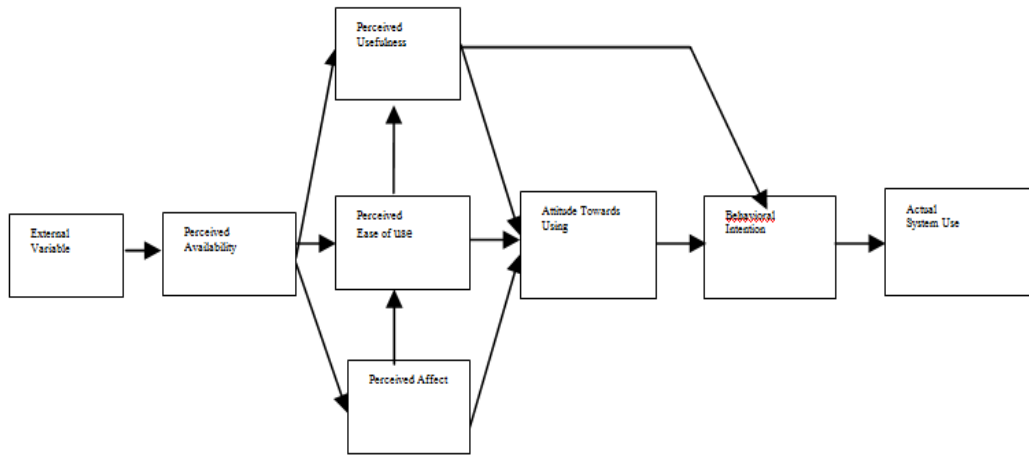 Perceived
Usefulness
External
Variable
Perceived
Availability
Perceived
Ease of use
Perceived Affect
Attitude Towards
Using
Behavioral
Intention
Actual
System Use